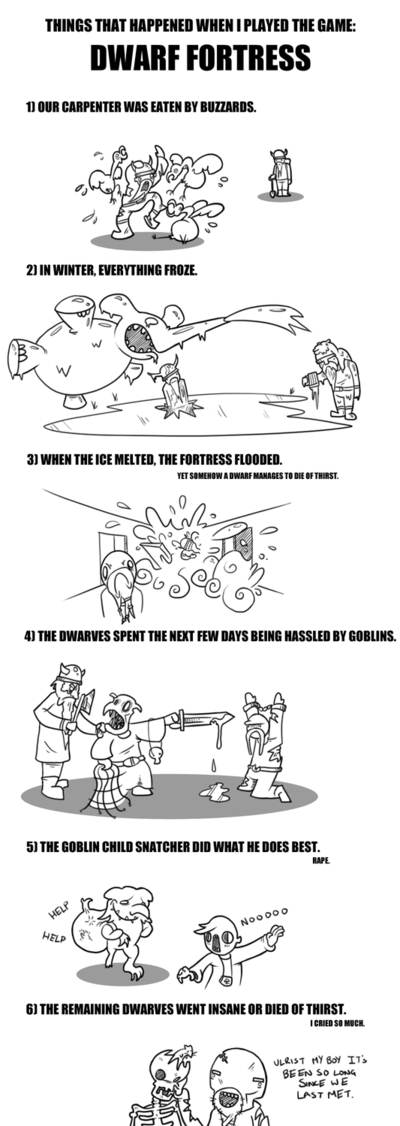 THINGS THAT HAPPENED WHEN I PLAYED THE GAME:
DWARF FORTRESS
1) OUR CARPENTER WAS EATEN BY BUZZARDS.
2) IN WINTER, EVERYTHING FROZE.
3) WHEN THE ICE MELTED, THE FORTRESS FLOODED.
YET SOMEHOW A DWARF MANAGES TO DIE OF THIRST.
4) THE DWARVES SPENT THE NEXT FEW DAYS BEING HASSLED BY GOBLINS.
5) THE GOBLIN CHILD SNATCHER DID WHAT HE DOES BEST.
RAPE.
HELP
HELP
NOOOOO
6) THE REMAINING DWARVES WENT INSANE OR DIED OF THIRST.
I CRIED SO MUCH.
ULRIST MY BOY IT'S
BEEN SO LONG
SINCE WE
LAST MET.